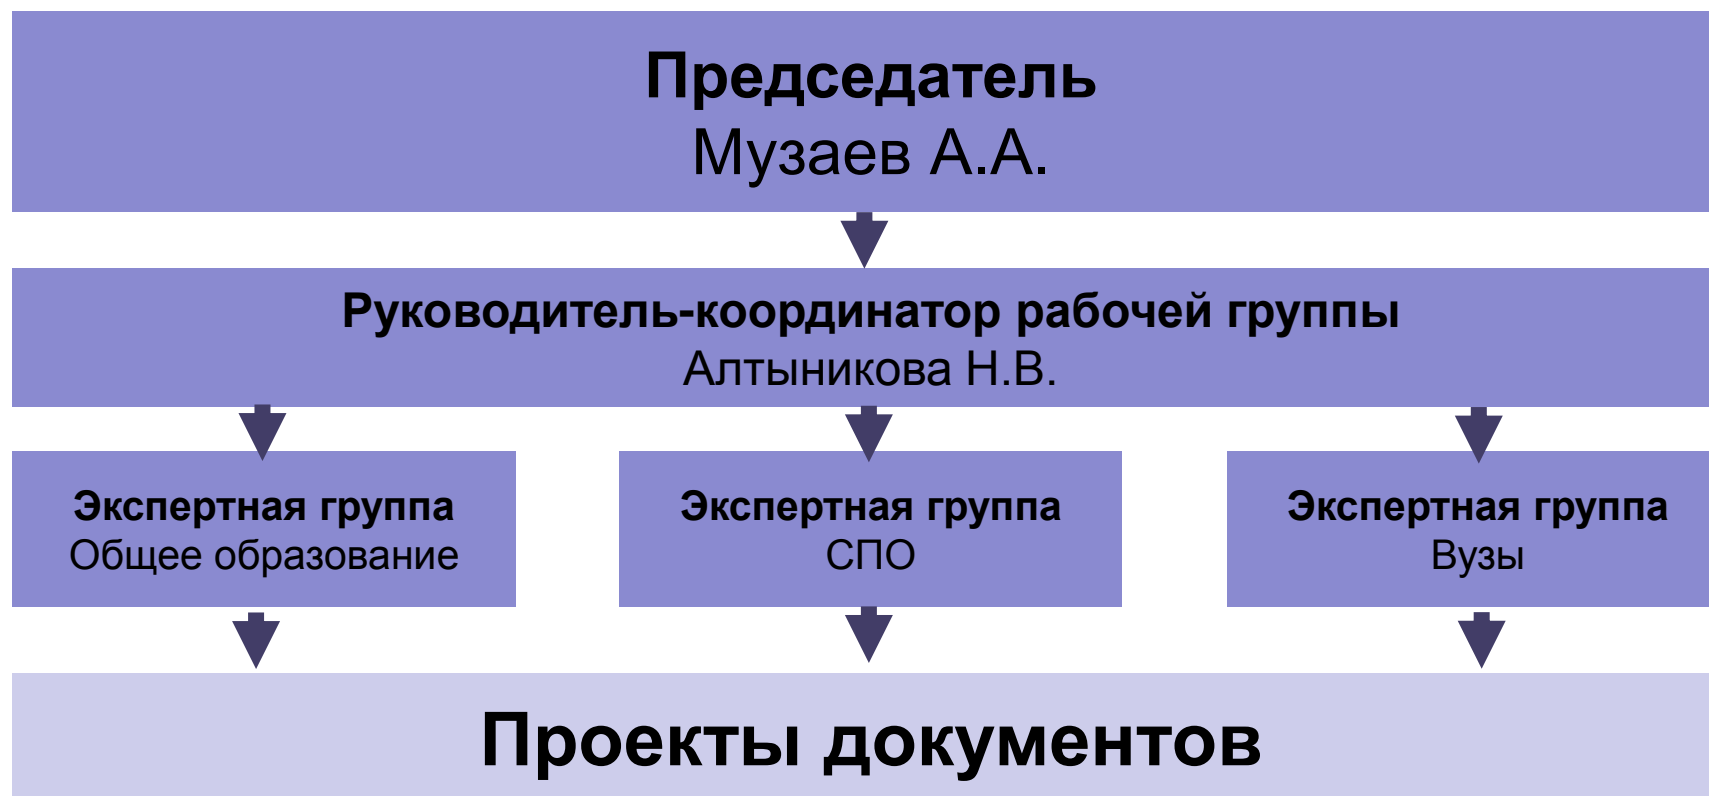 Председатель
Музаев А.А.
Руководитель-координатор рабочей группы
Алтыникова Н.В.
Экспертная группа
Общее образование
Экспертная группа
СПО
Экспертная группа
Вузы
Проекты документов